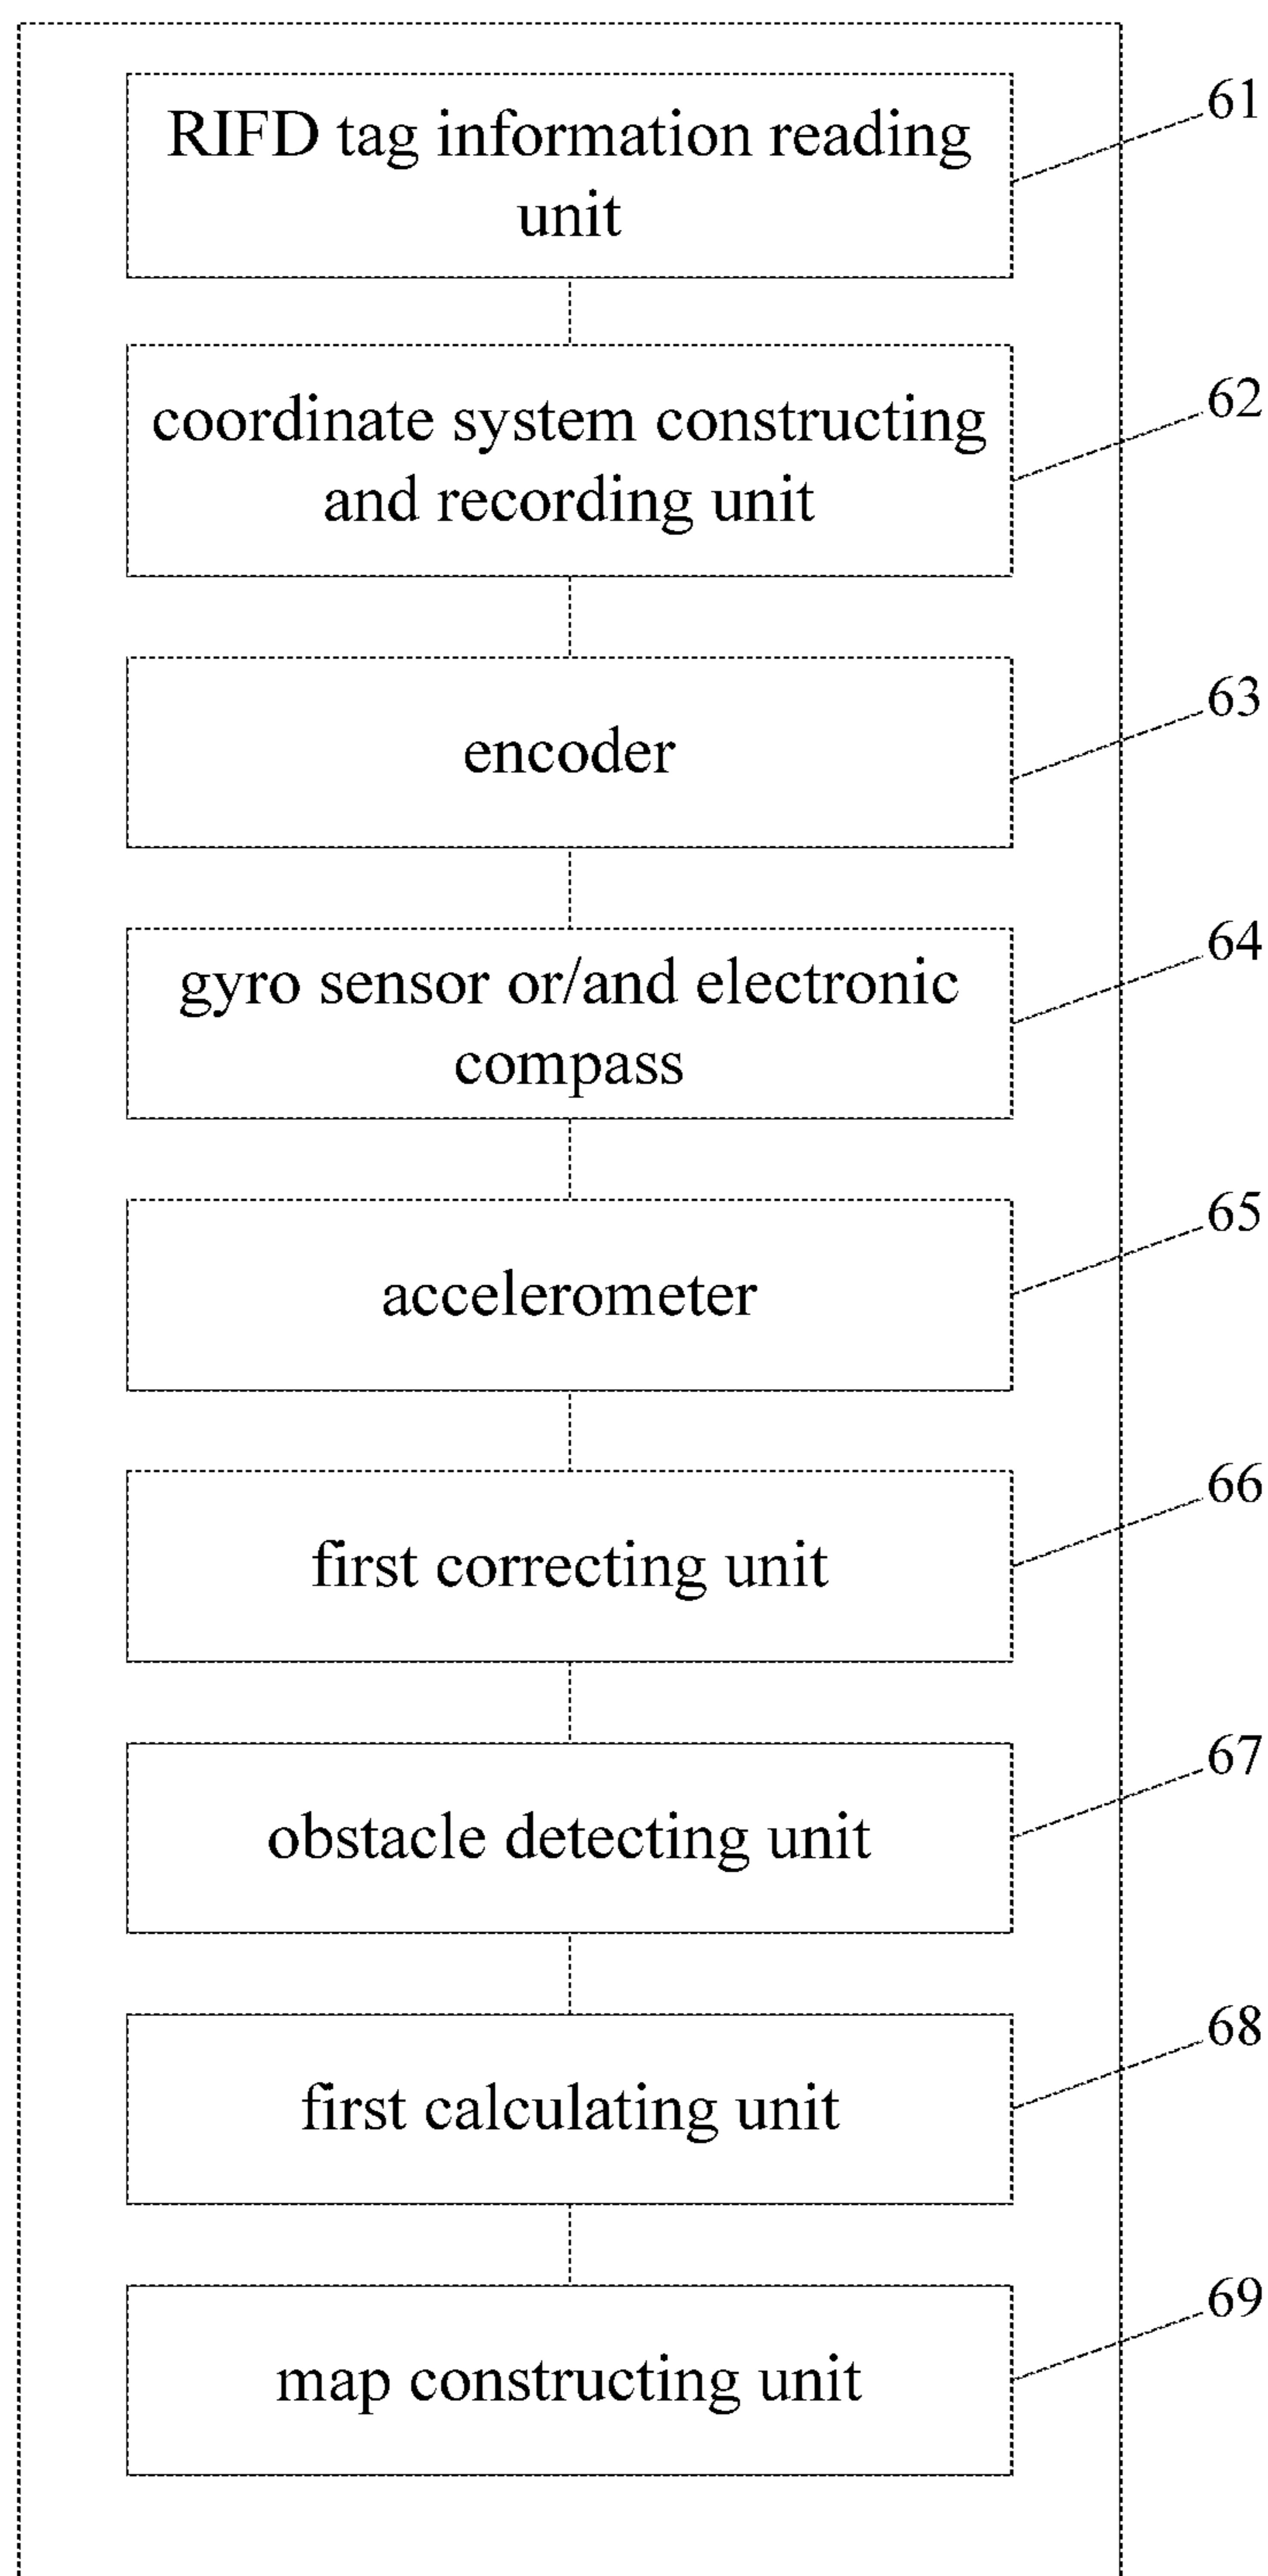 RIFD tag information reading
unit
61
coordinate system constructing
and recording unit
62
encoder
63
gyro sensor or/and electronic
compass
64
accelerometer
65
first correcting unit
66
obstacle detecting unit
67
first calculating unit
68
map constructing unit
69